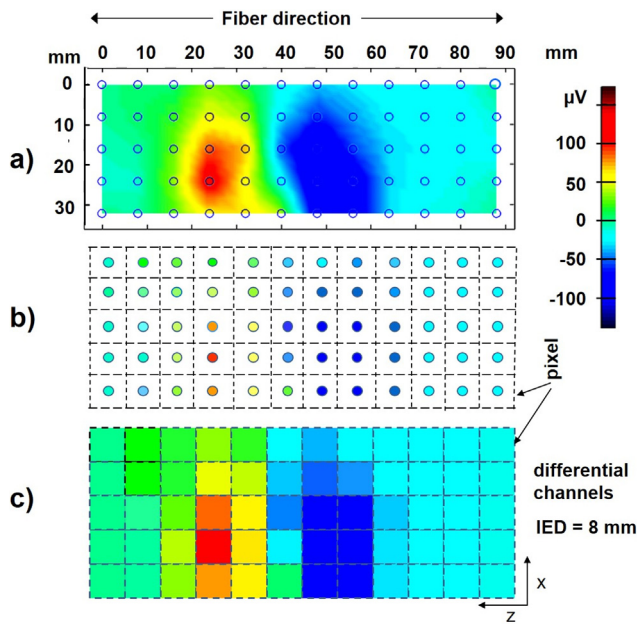 Fiber direction
mm 0 10 20 30 40 50 60 70 80 90 mm
0
10
20
30
a)
µV
100
50
0
-50
-100
b)
pixel
c)
differential
channels
IED = 8 mm
x
z